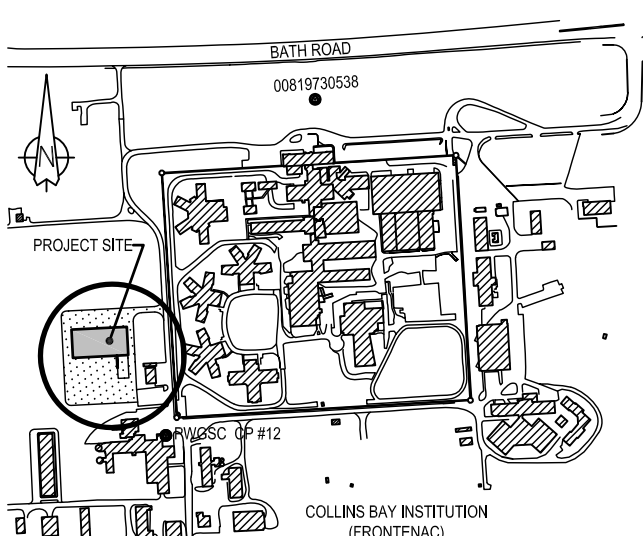 BATH ROAD
00819730538
N
PROJECT SITE
PWGSC CP #12
COLLINS BAY INSTITUTION
(FRONTENAC)